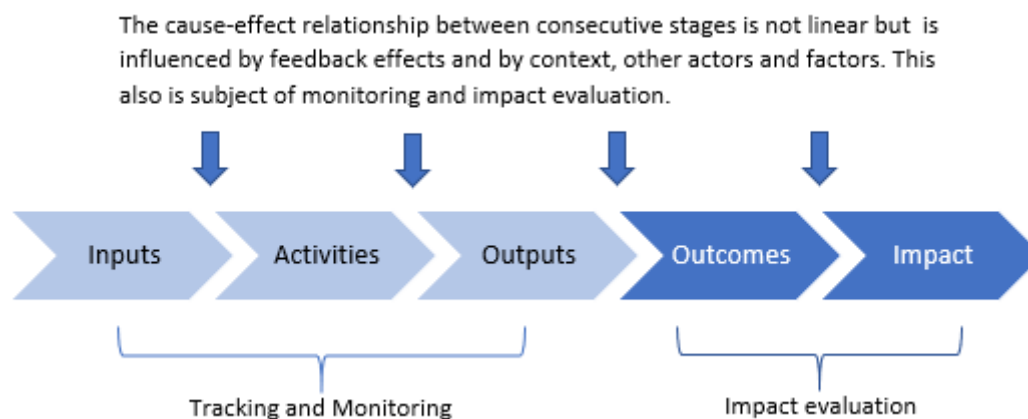 The cause-effect relationship between consecutive stages is not linear but is
influenced by feedback effects and by context, other actors and factors. This
also is subject of monitoring and impact evaluation.
Inputs
Activities
Outputs
Outcomes
Impact
Tracking and Monitoring
Impact evaluation